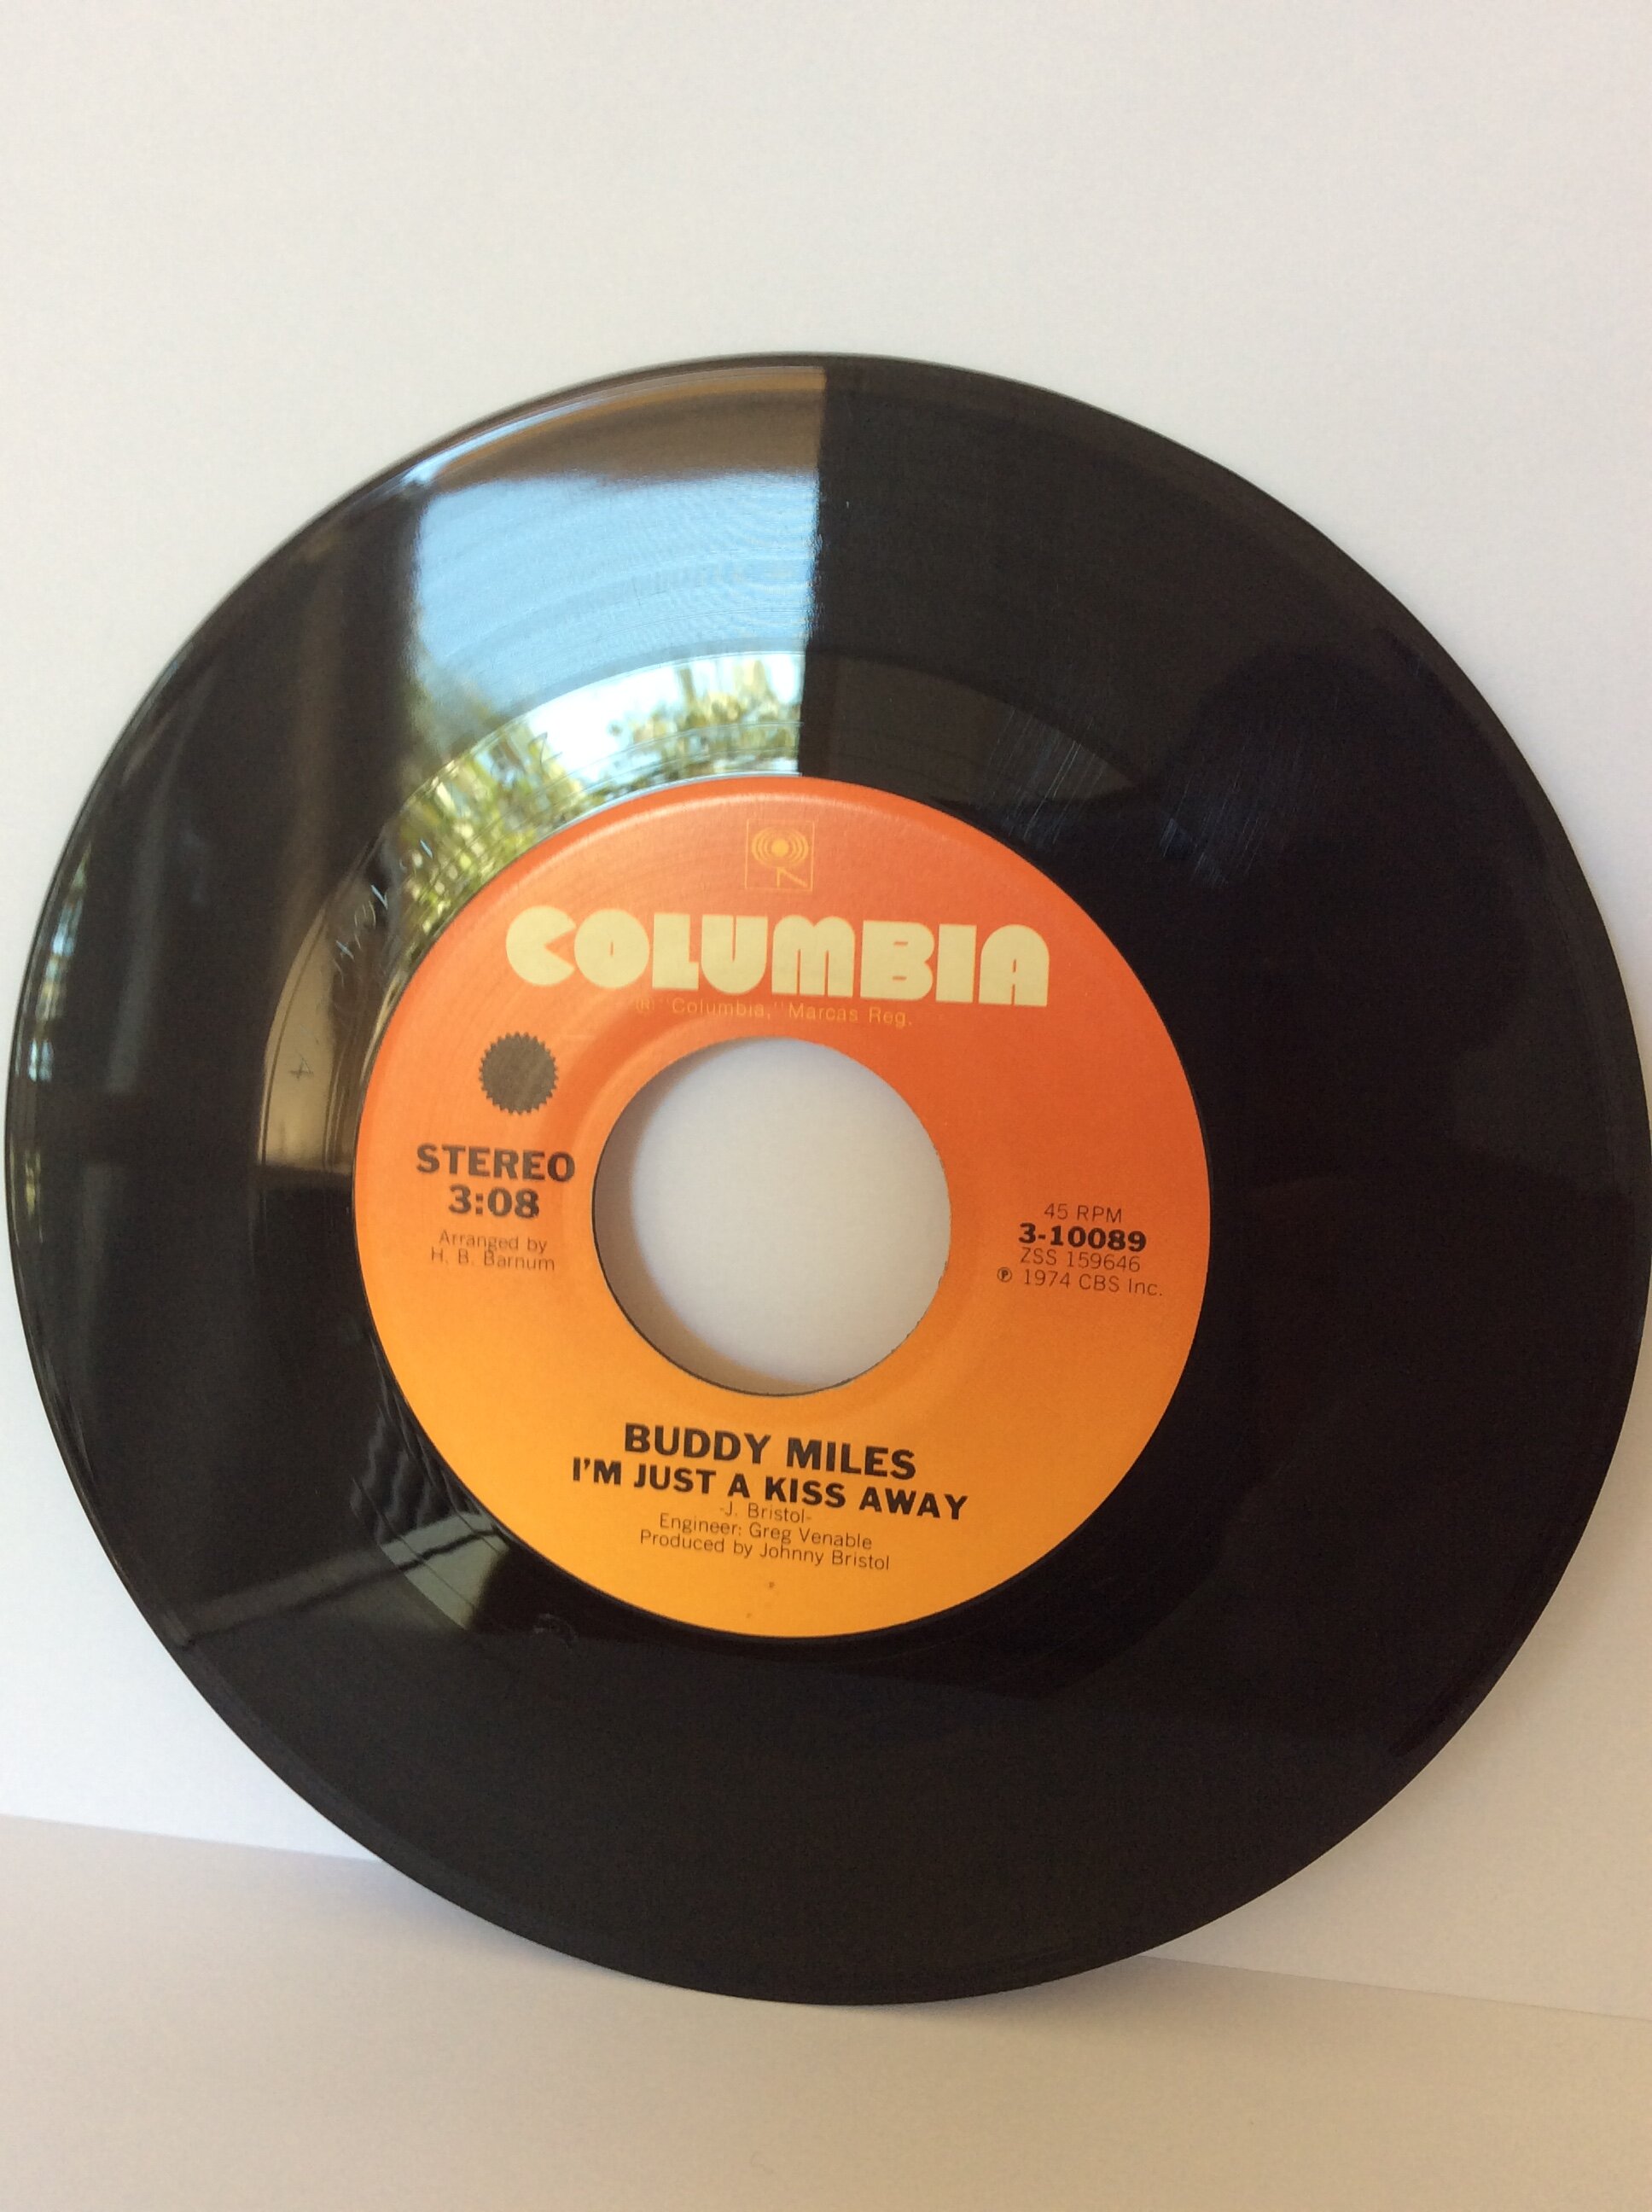 COLUMBIA
® "Columbia," Marcas Reg.
STEREO
3:08
Arranged by
H. B. Barnum
45 RPM
3-10089
ZSS 159646
℗ 1974 CBS Inc.
BUDDY MILES
I'M JUST A KISS AWAY
-J. Bristol-
Engineer: Greg Venable
Produced by Johnny Bristol